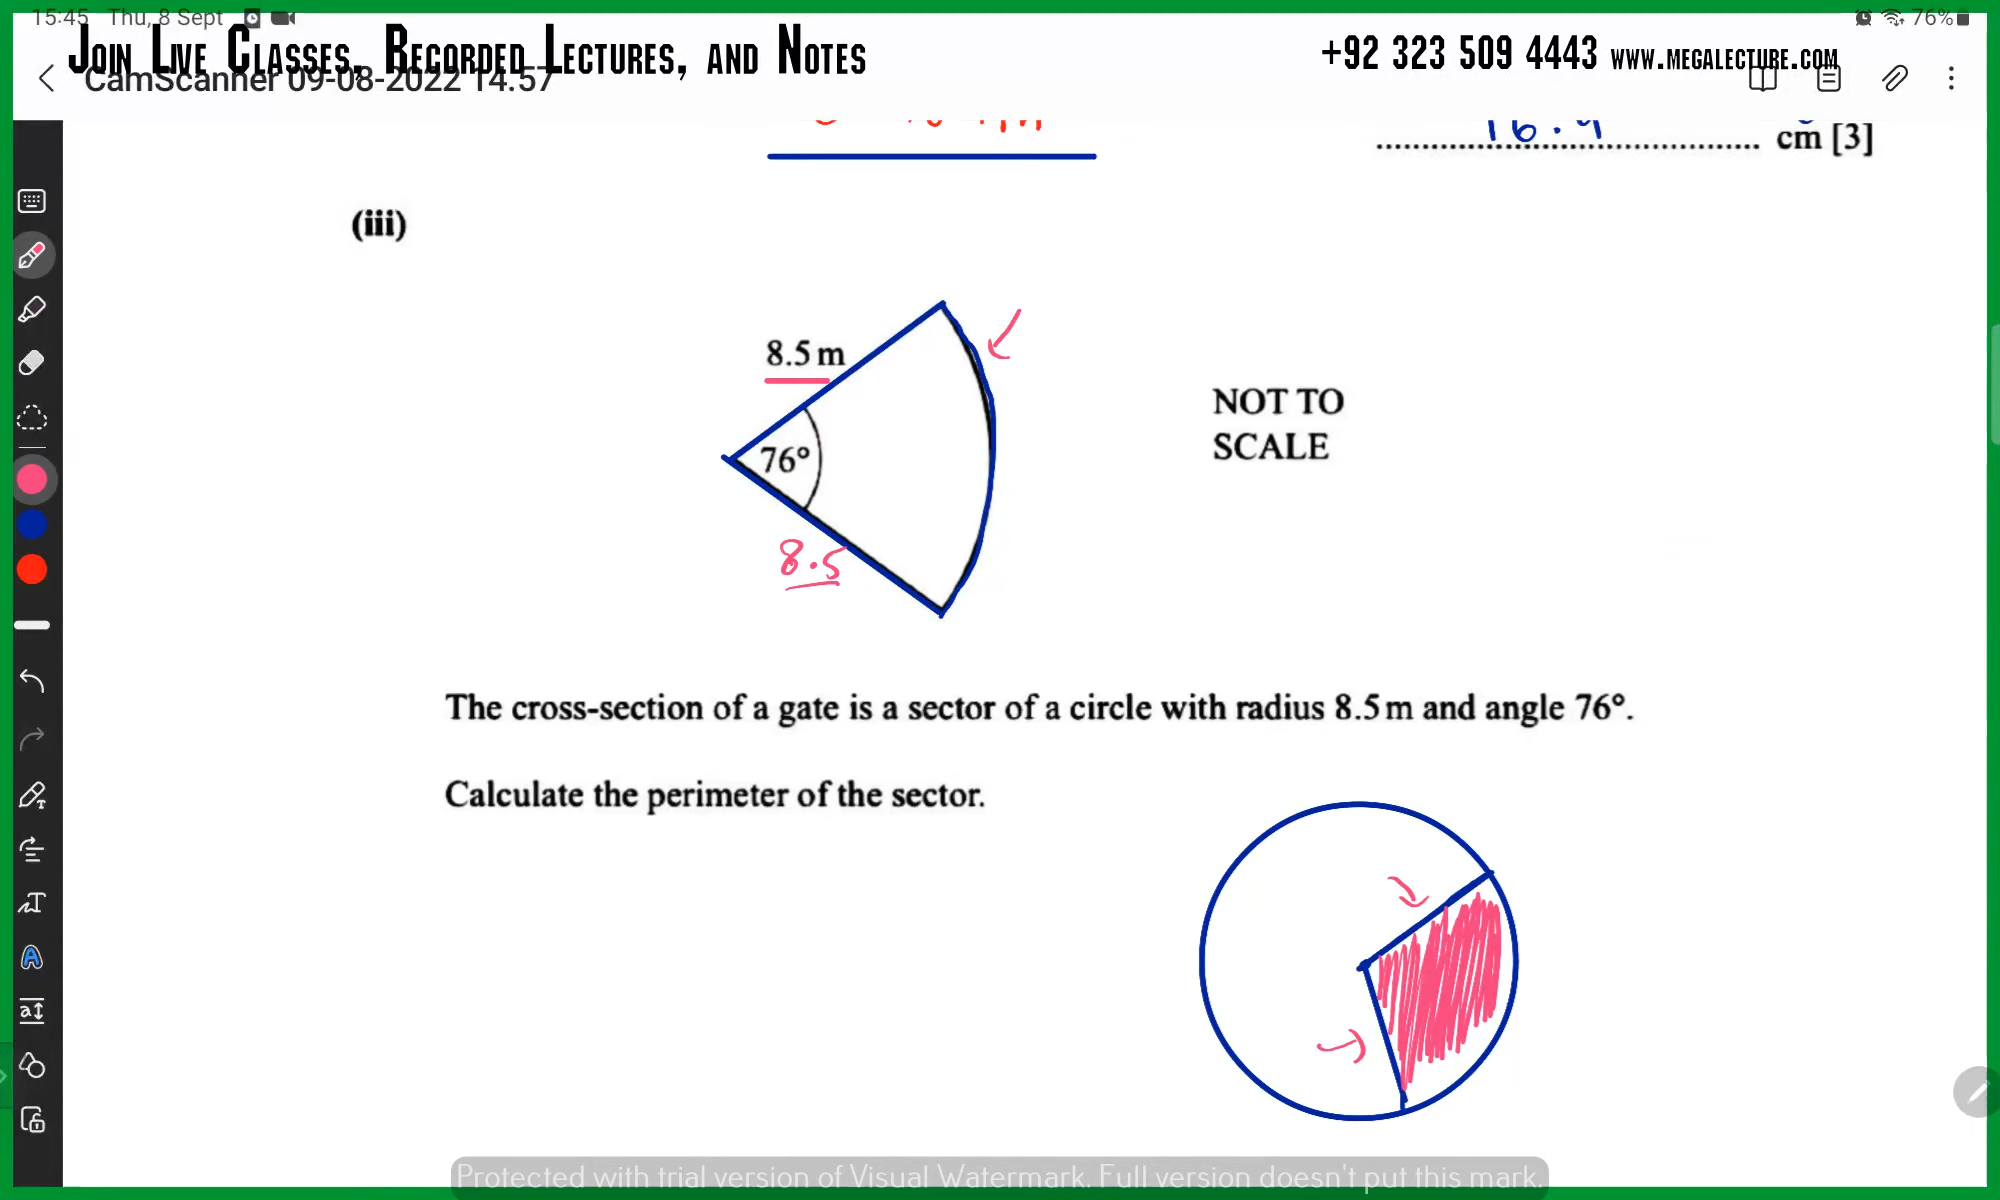 15:45 Thu, 8 Sept
76%
JOIN LIVE CLASSES, RECORDED LECTURES, AND NOTES
+92 323 509 4443 WWW.MEGALECTURE.COM
CamScanner 09-08-2022 14:57
16.9 cm [3]
(iii)
8.5 m
76°
8.5
NOT TO
SCALE
The cross-section of a gate is a sector of a circle with radius 8.5 m and angle 76°.
Calculate the perimeter of the sector.
Protected with trial version of Visual Watermark. Full version doesn't put this mark.